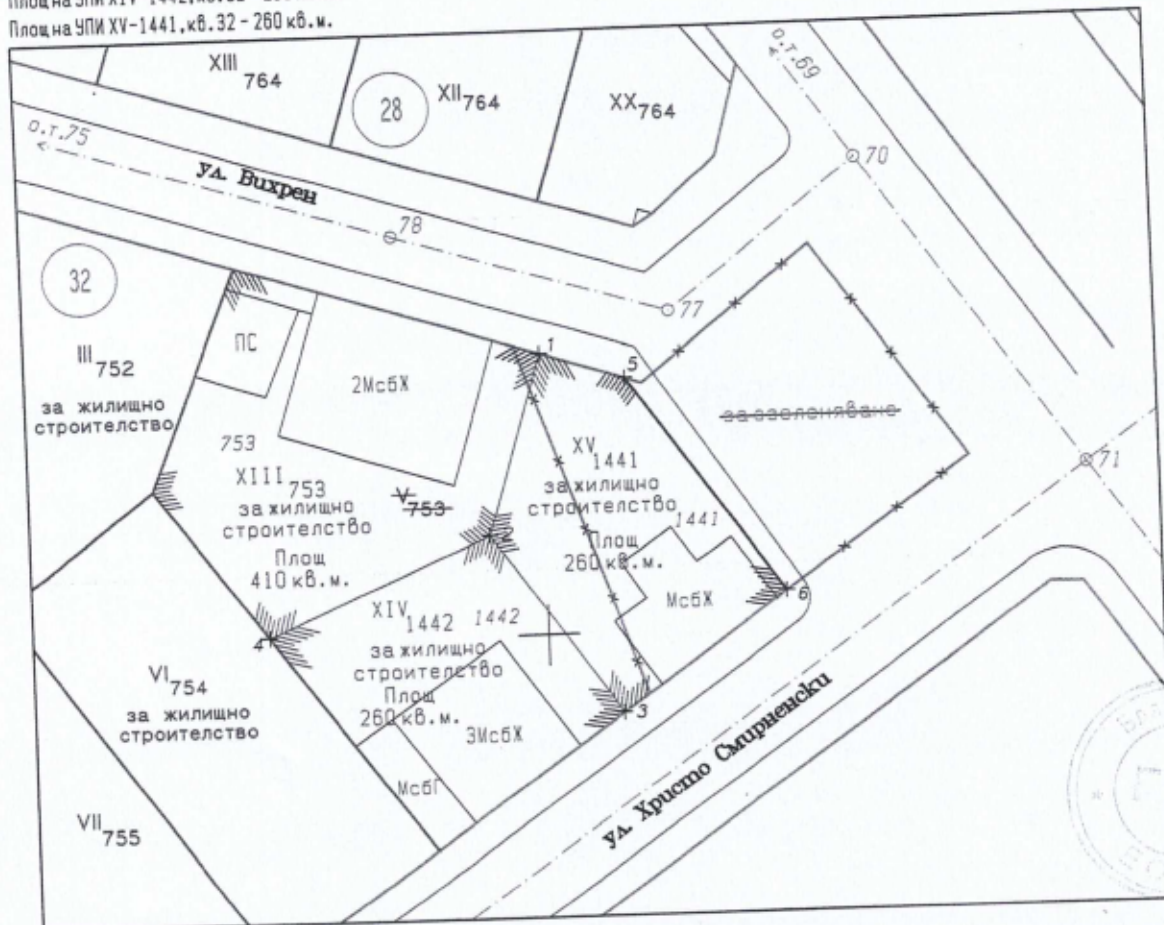 Площ на УПИ XV-1441, кв. 32 - 260 кв.м.
XIII 764
28
XII 764
XX 764
о.т.69
о.т.75
ул. Вихрен
78
70
77
32
III 752
за жилищно
строителство
ПС
2МсбЖ
1
5
за озеленяване
71
753
XIII 753
за жилищно
строителство
Площ
410 кв.м.
V 753
XV 1441
за жилищно
строителство
1441
Площ
260 кв.м.
МсбЖ
2
6
4
XIV 1442
1442
за жилищно
строителство
Площ
260 кв.м.
3МсбЖ
МсбГ
3
VI 754
за жилищно
строителство
VII 755
ул. Христо Смирненски